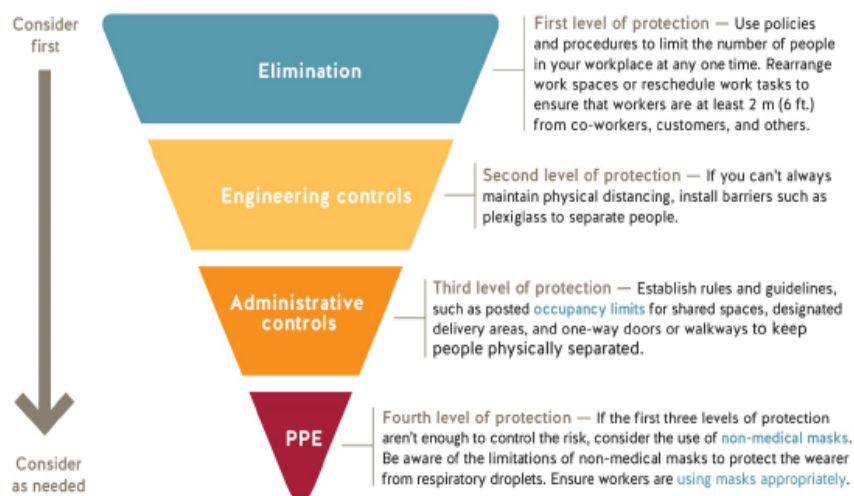 Consider
first
Elimination
First level of protection — Use policies
and procedures to limit the number of people
in your workplace at any one time. Rearrange
work spaces or reschedule work tasks to
ensure that workers are at least 2 m (6 ft.)
from co-workers, customers, and others.
Engineering controls
Second level of protection — If you can't always
maintain physical distancing, install barriers such as
plexiglass to separate people.
Administrative
controls
Third level of protection — Establish rules and guidelines,
such as posted occupancy limits for shared spaces, designated
delivery areas, and one-way doors or walkways to keep
people physically separated.
PPE
Fourth level of protection — If the first three levels of protection
aren't enough to control the risk, consider the use of non-medical masks.
Be aware of the limitations of non-medical masks to protect the wearer
from respiratory droplets. Ensure workers are using masks appropriately.
Consider
as needed